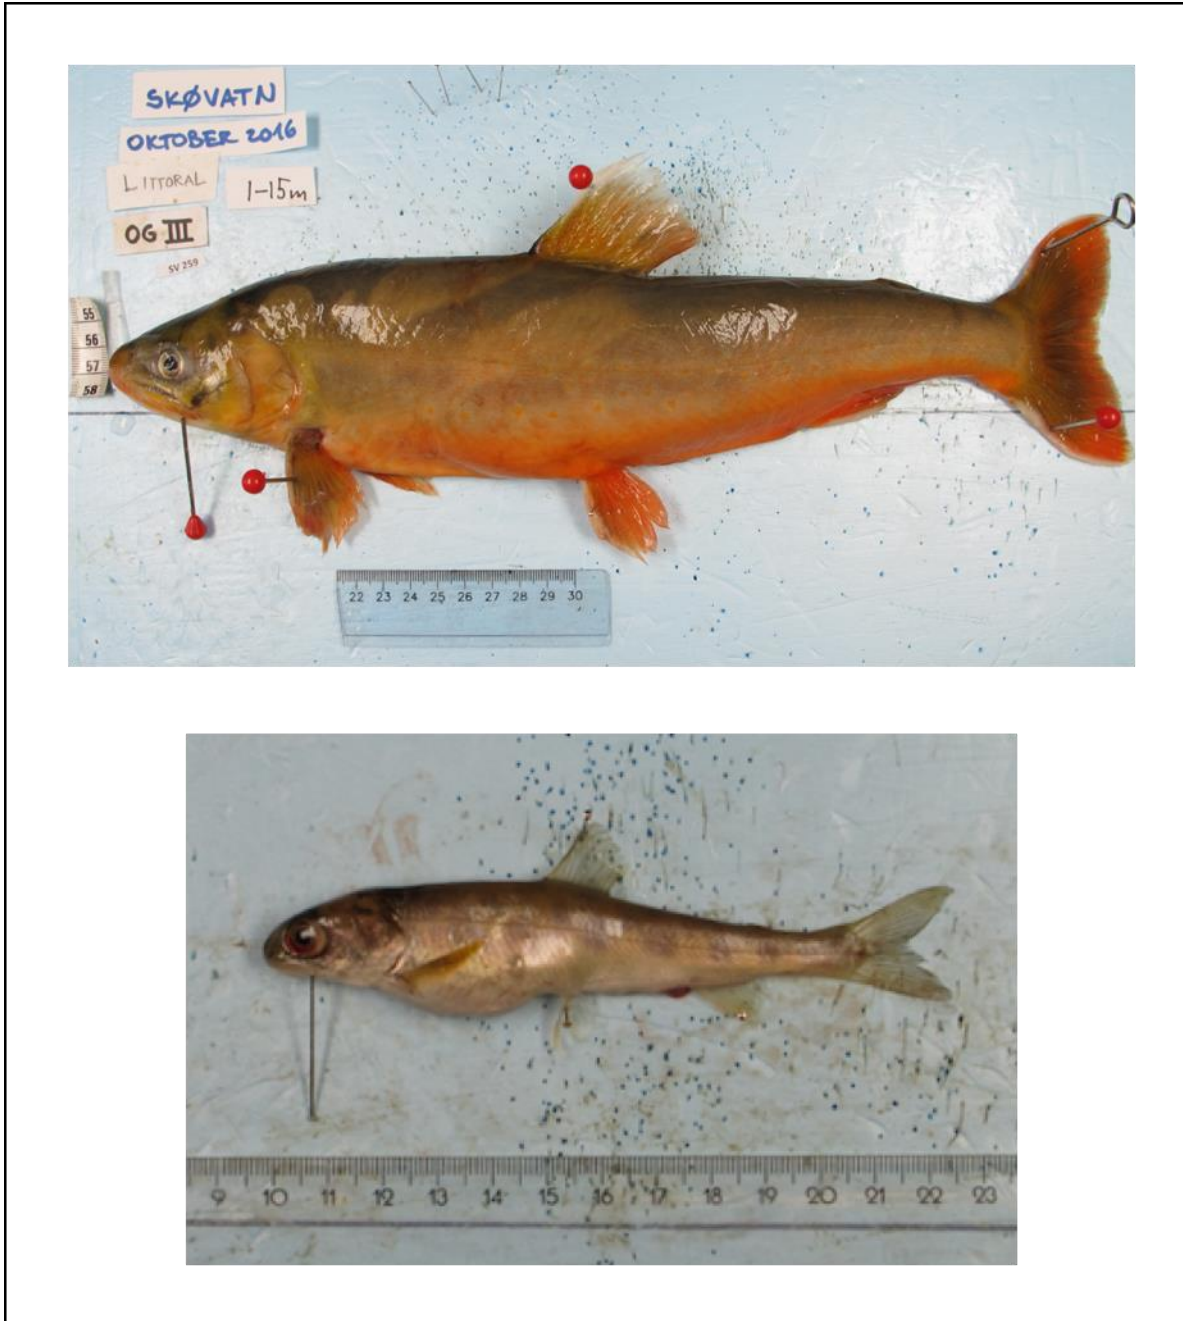 SKØVATN
OKTOBER 2016
LITTORAL
1-15m
OG III
SV 259
55
56
57
58
22 23 24 25 26 27 28 29 30
9 10 11 12 13 14 15 16 17 18 19 20 21 22 23